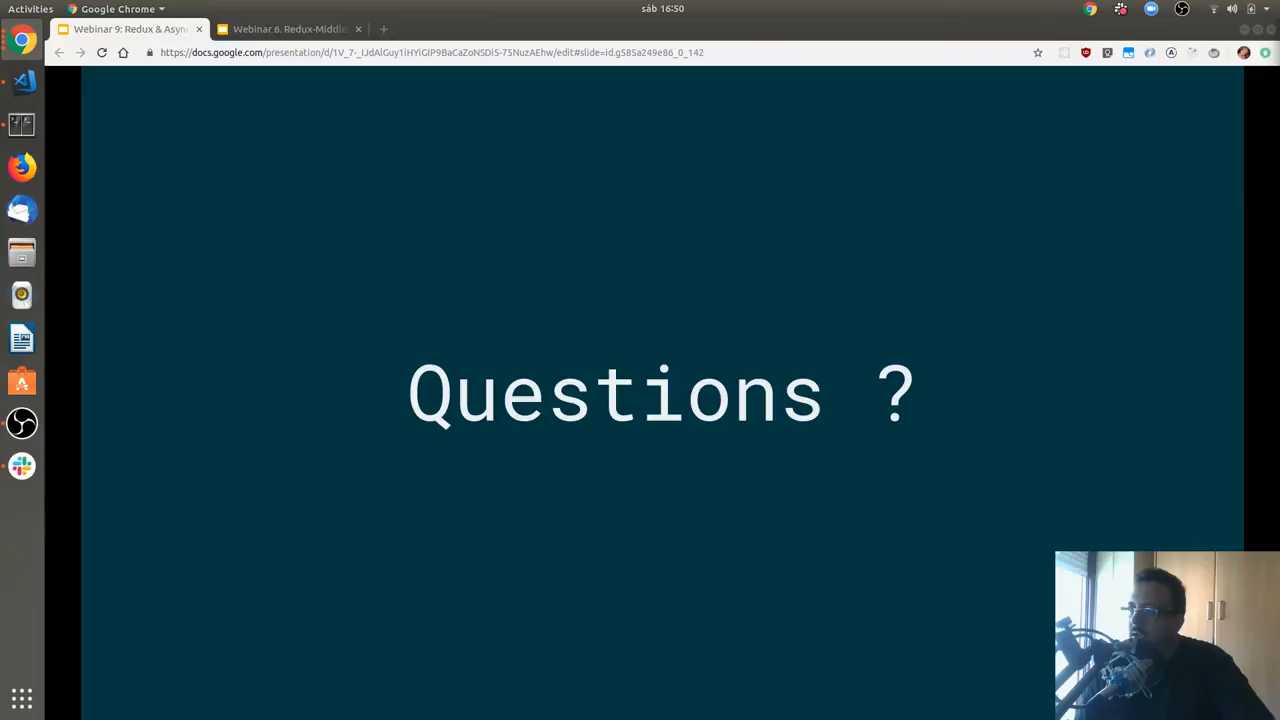 Activities Google Chrome sáb 16:50
Webinar 9: Redux & Asyn Webinar 6. Redux-Middle
Questions ?